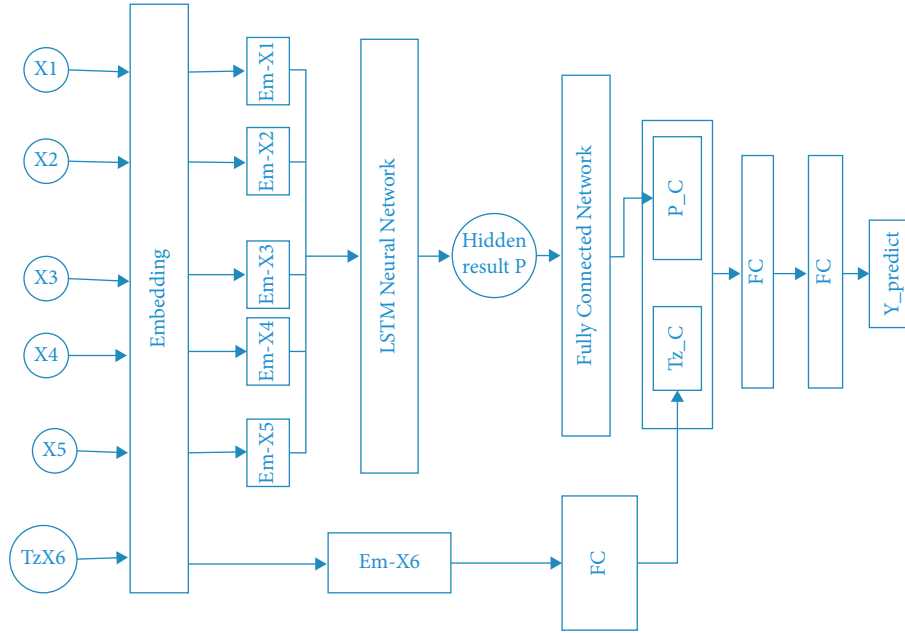 X1
X2
X3
X4
X5
TzX6
Embedding
Em-X1
Em-X2
Em-X3
Em-X4
Em-X5
Em-X6
LSTM Neural Network
Hidden
result P
Fully Connected Network
FC
P_C
Tz_C
FC
FC
Y_predict